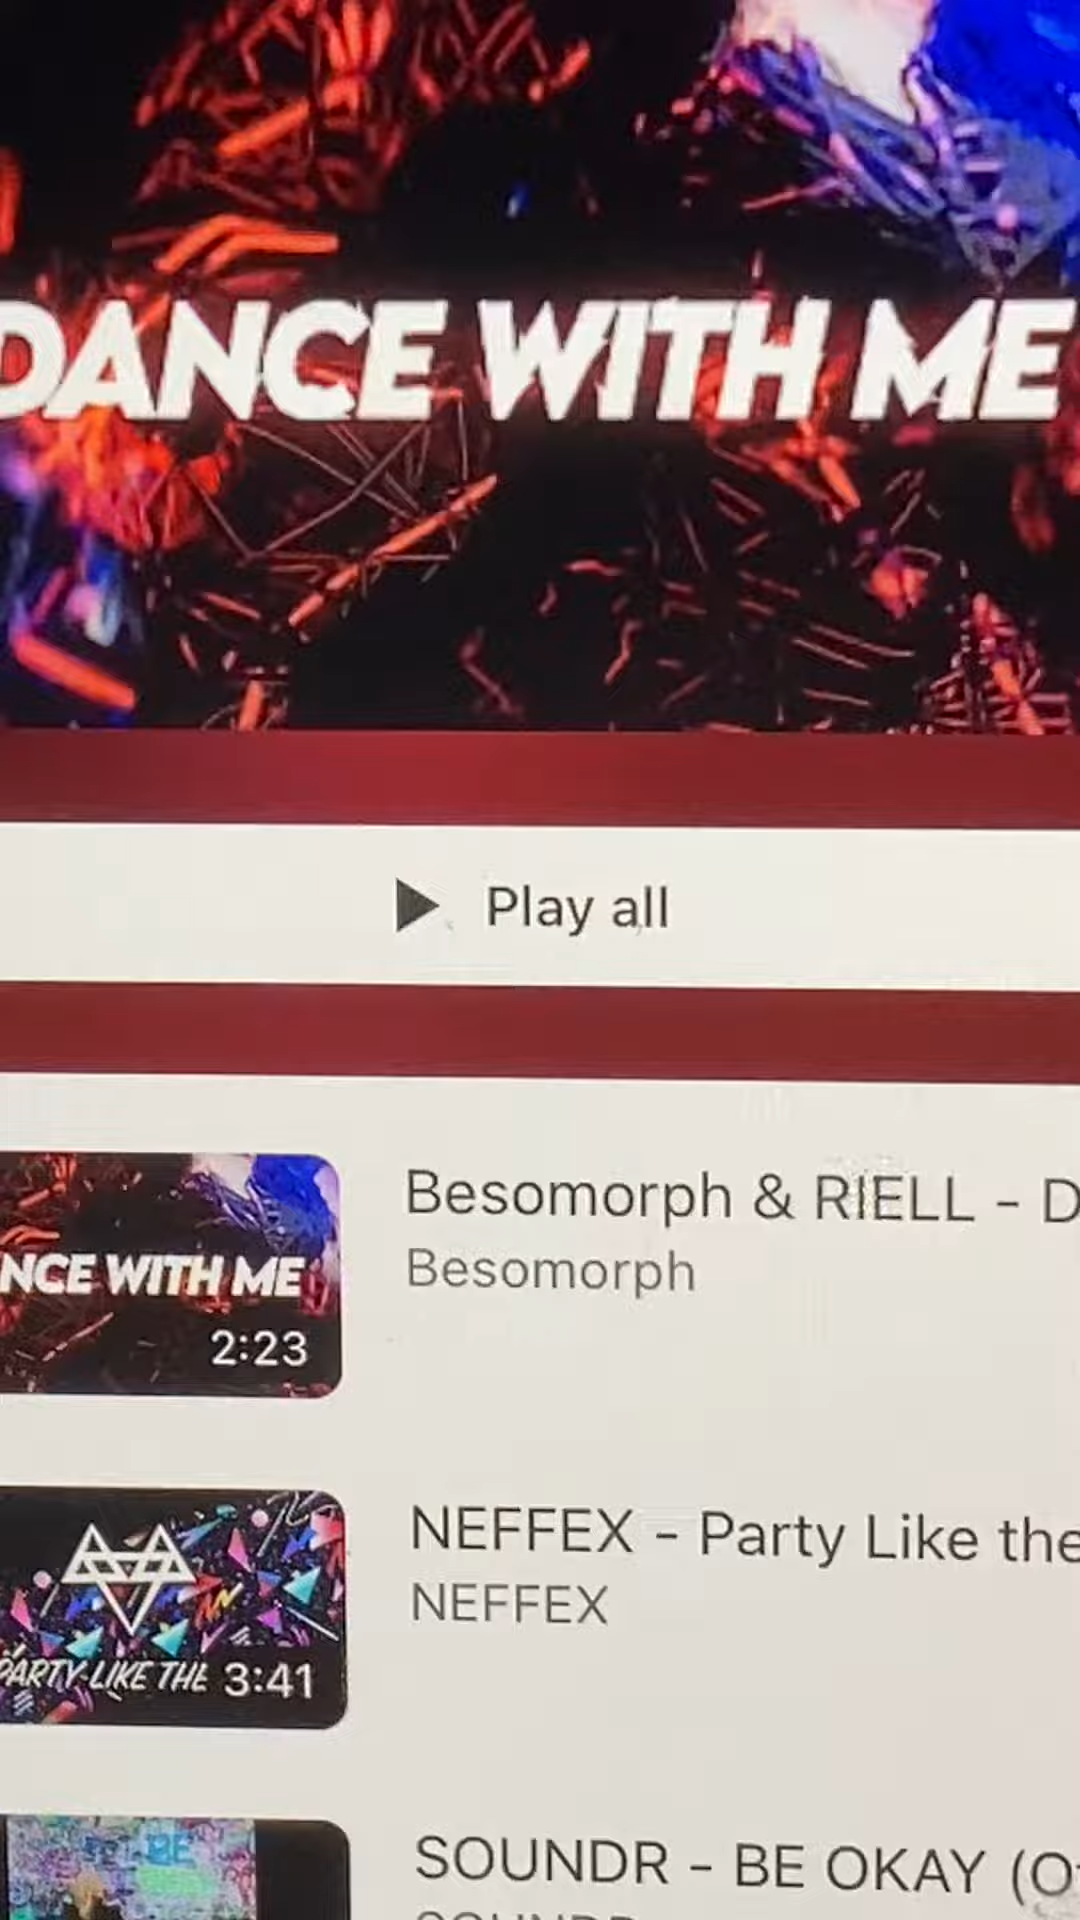 DANCE WITH ME
Play all
Besomorph & RIELL - D
Besomorph
NCE WITH ME
2:23
NEFFEX - Party Like the
NEFFEX
PARTY LIKE THE
3:41
SOUNDR - BE OKAY (O
BE